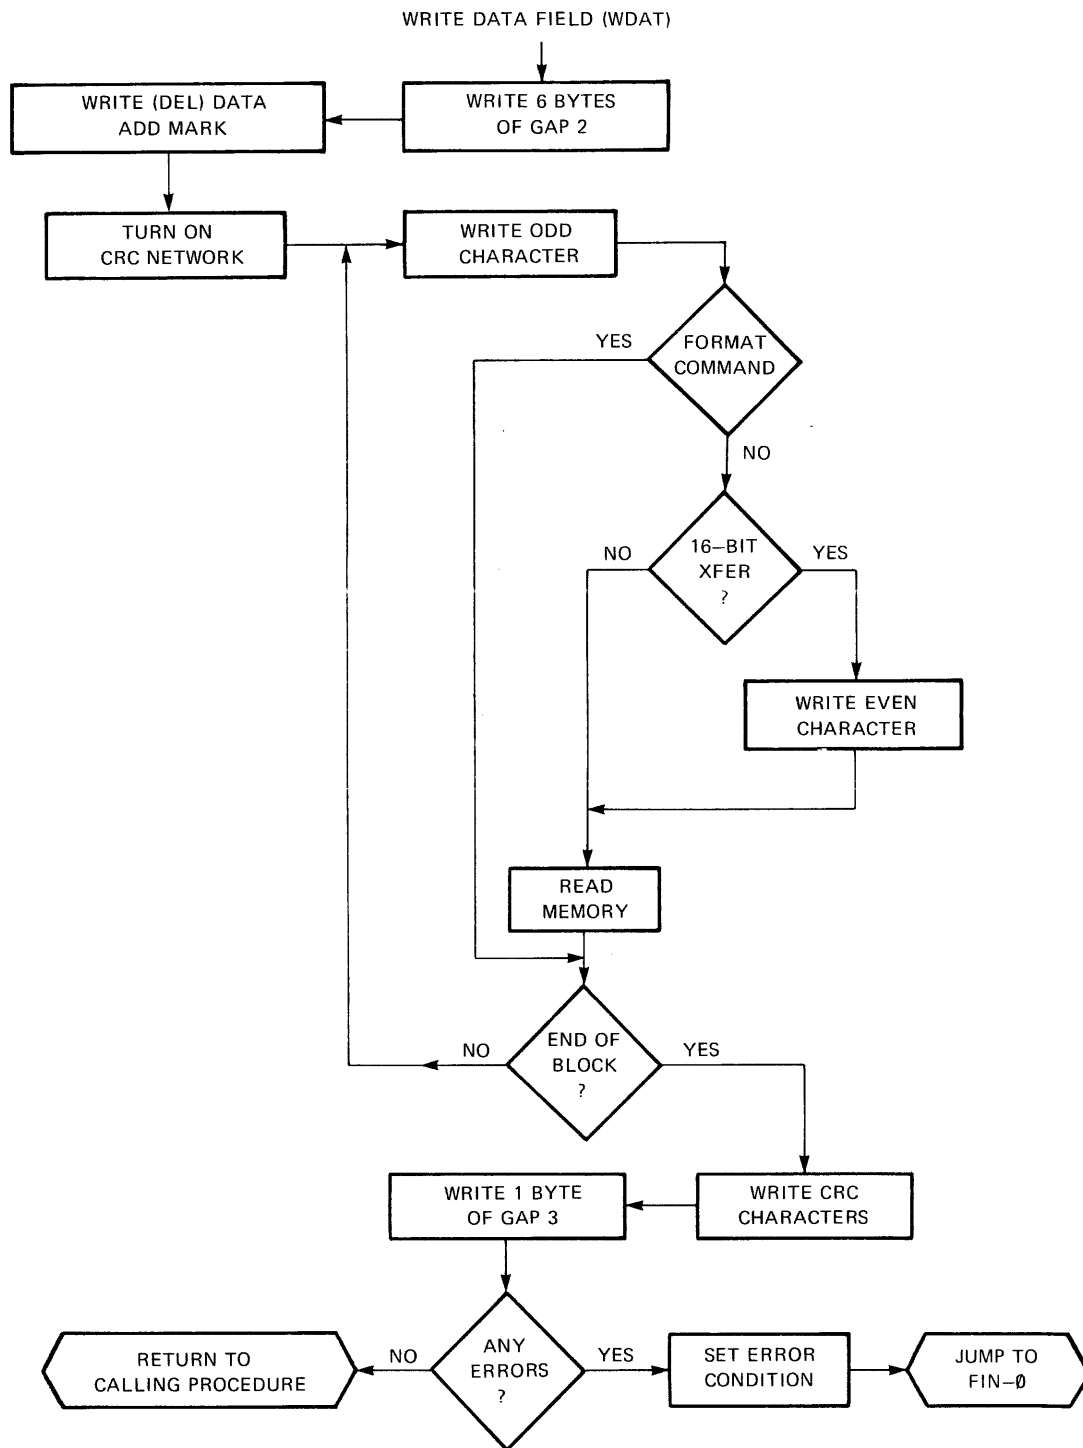 WRITE DATA FIELD (WDAT)
WRITE 6 BYTES
OF GAP 2
WRITE (DEL) DATA
ADD MARK
TURN ON
CRC NETWORK
WRITE ODD
CHARACTER
FORMAT
COMMAND
YES
NO
16–BIT
XFER
?
NO
YES
WRITE EVEN
CHARACTER
READ
MEMORY
END OF
BLOCK
?
NO
YES
WRITE CRC
CHARACTERS
WRITE 1 BYTE
OF GAP 3
ANY
ERRORS
?
NO
YES
RETURN TO
CALLING PROCEDURE
SET ERROR
CONDITION
JUMP TO
FIN–Ø